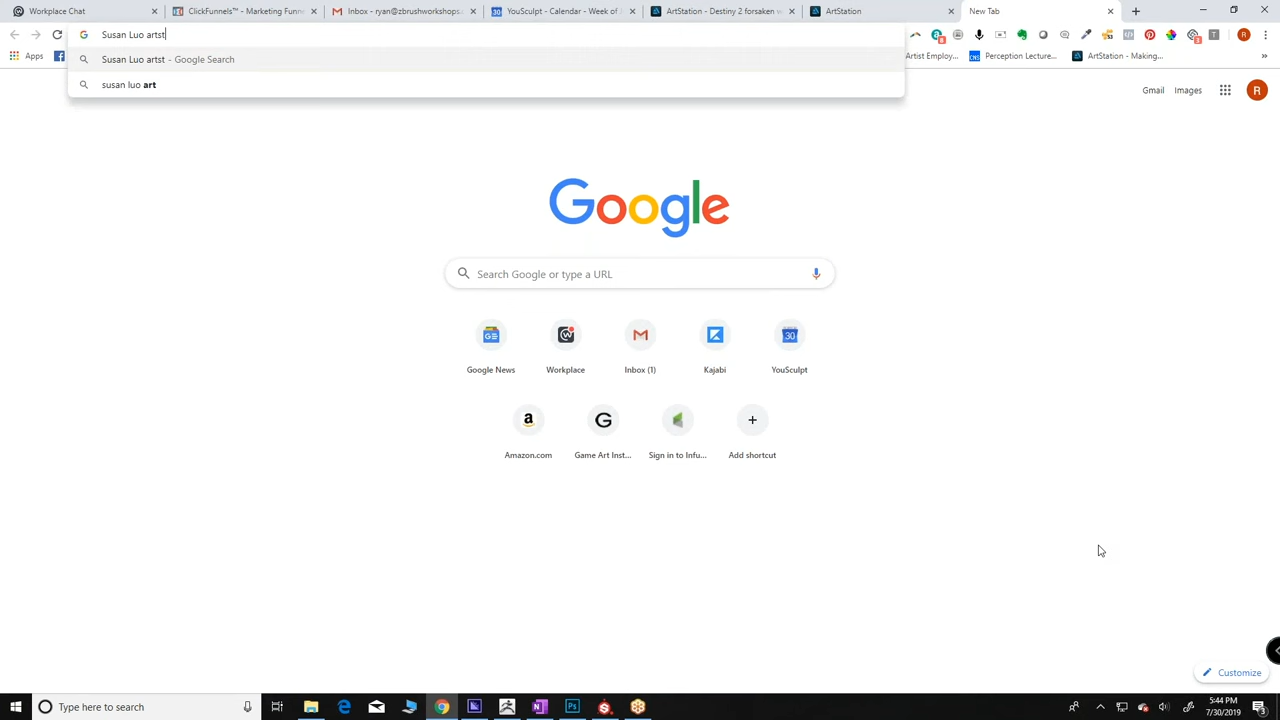 Workplace Chat
ClickFunnels™ - Marketing Funne
Inbox - ryan@zbrushworkshops.
YouSculpt - Calendar - Week of J
ArtStation - Destiny 2 forsaken w
ArtStation
New Tab
Susan Luo artst
Susan Luo artst - Google Search
susan luo art
Apps
Artist Employ...
Perception Lecture...
ArtStation - Making...
Gmail
Images
R
Google
Search Google or type a URL
Google News
Workplace
Inbox (1)
Kajabi
YouSculpt
Amazon.com
Game Art Inst...
Sign in to Infu...
Add shortcut
Customize
Type here to search
5:44 PM
7/30/2019